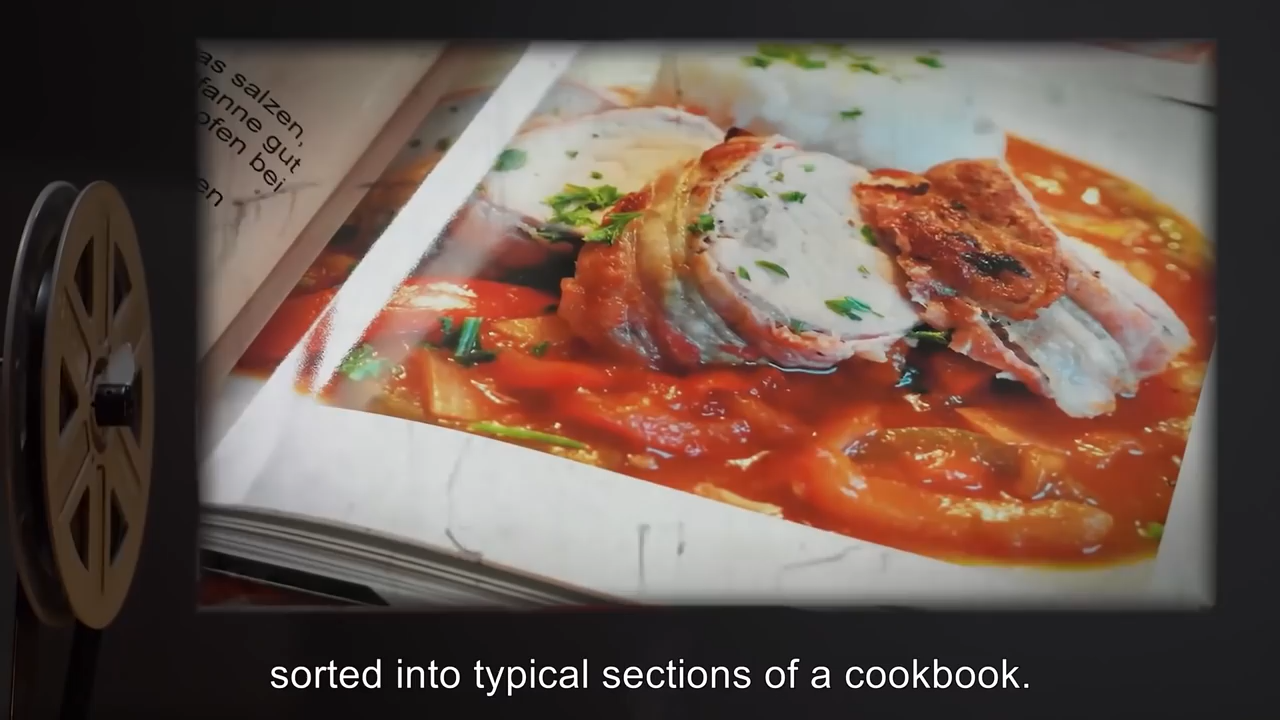 as salzen,
fanne gut
ofen bei
en
sorted into typical sections of a cookbook.